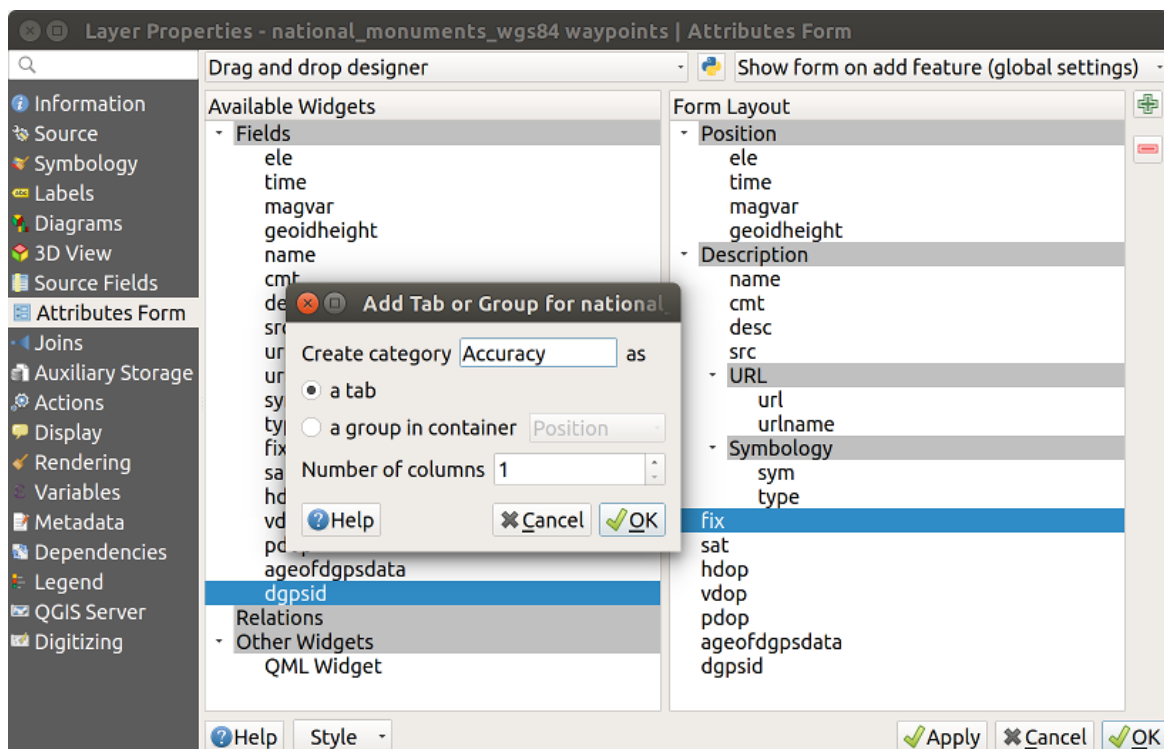 Layer Properties - national_monuments_wgs84 waypoints | Attributes Form
Information
Source
Symbology
Labels
Diagrams
3D View
Source Fields
Attributes Form
Joins
Auxiliary Storage
Actions
Display
Rendering
Variables
Metadata
Dependencies
Legend
QGIS Server
Digitizing
Drag and drop designer
Show form on add feature (global settings)
Available Widgets
Fields
ele
time
magvar
geoidheight
name
cmt
ageofdgpsdata
dgpsid
Relations
Other Widgets
QML Widget
Add Tab or Group for national_
Create category Accuracy as
a tab
a group in container Position
Number of columns 1
Help
Cancel
OK
Form Layout
Position
ele
time
magvar
geoidheight
Description
name
cmt
desc
src
URL
url
urlname
Symbology
sym
type
fix
sat
hdop
vdop
pdop
ageofdgpsdata
dgpsid
Help
Style
Apply
Cancel
OK